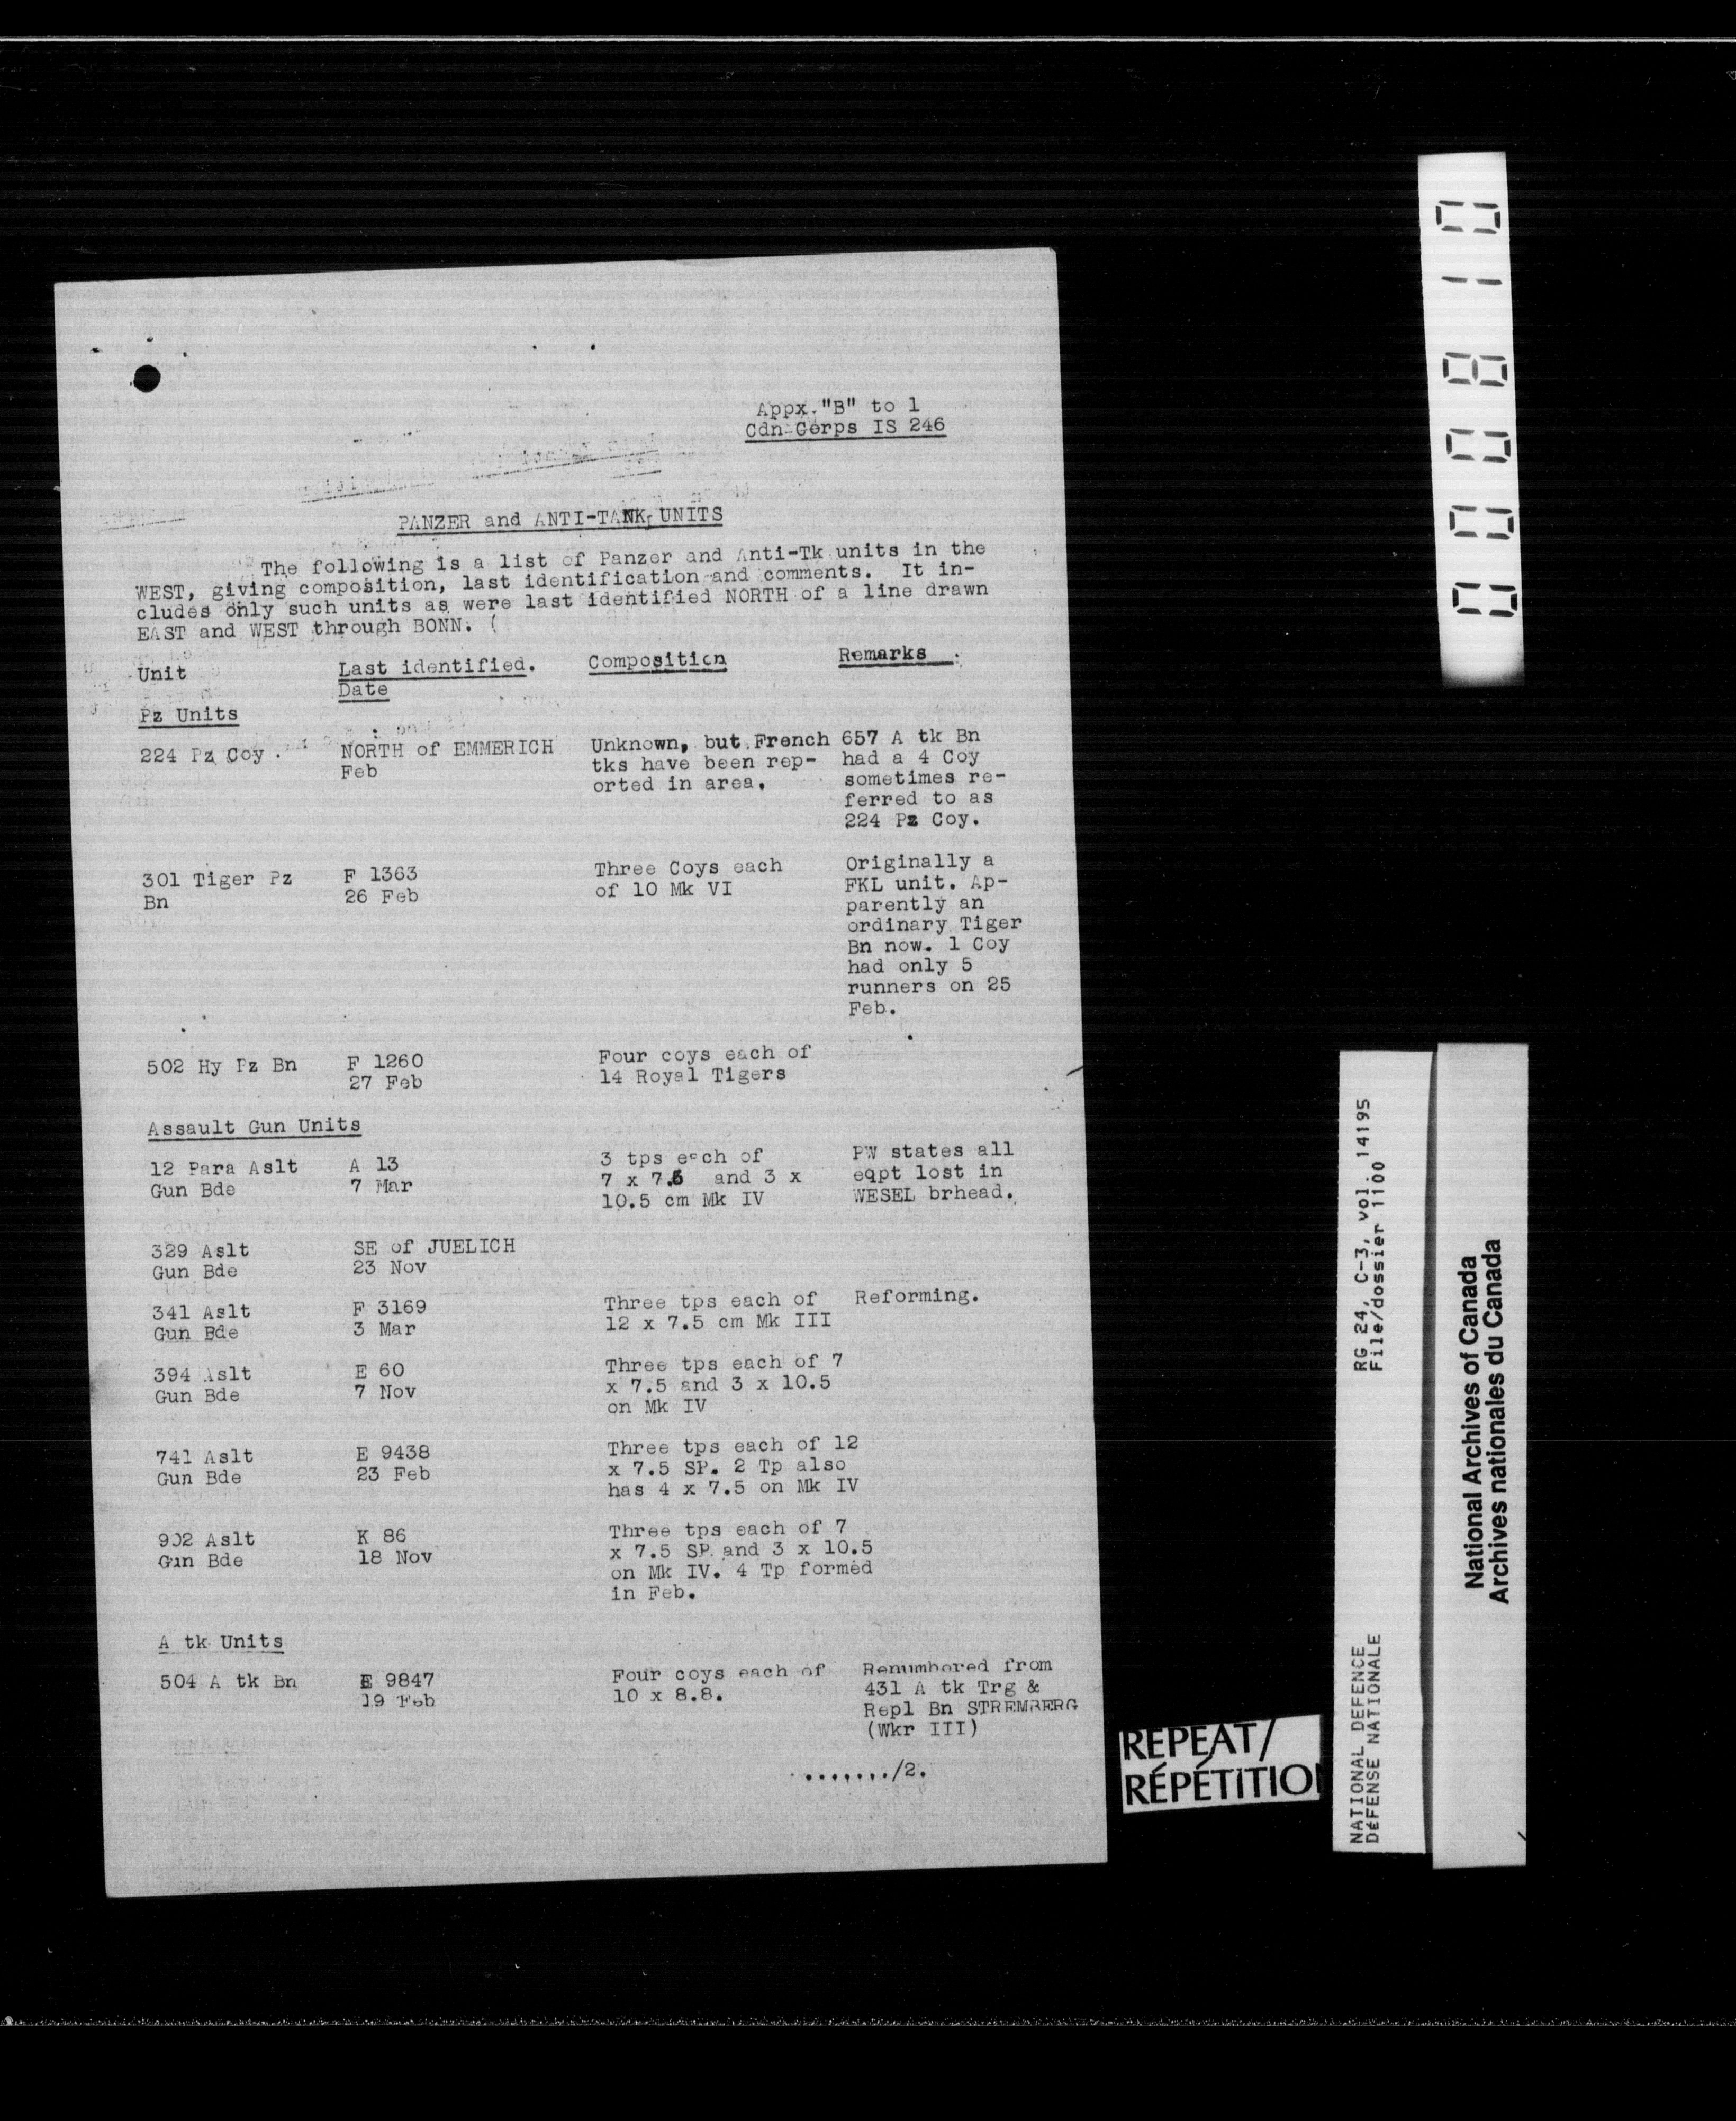 Appx."B" to 1
Cdn Corps IS 246
PANZER and ANTI-TANK UNITS
The following is a list of Panzer and Anti-Tk units in the
WEST, giving composition, last identification and comments. It in-
cludes only such units as were last identified NORTH of a line drawn
EAST and WEST through BONN.
Unit Last identified. Composition Remarks
Date
Pz Units
224 Pz Coy. NORTH of EMMERICH Unknown, but French 657 A tk Bn
Feb tks have been rep- had a 4 Coy
orted in area. sometimes re-
ferred to as
224 Pz Coy.
301 Tiger Pz F 1363 Three Coys each Originally a
Bn 26 Feb of 10 Mk VI FKL unit. Ap-
parently an
ordinary Tiger
Bn now. 1 Coy
had only 5
runners on 25
Feb.
502 Hy Pz Bn F 1260 Four coys each of
27 Feb 14 Royal Tigers
Assault Gun Units
12 Para Aslt A 13 3 tps each of PW states all
Gun Bde 7 Mar 7 x 7.5 and 3 x eqpt lost in
10.5 cm Mk IV WESEL brhead.
329 Aslt SE of JUELICH
Gun Bde 23 Nov
341 Aslt F 3169 Three tps each of Reforming.
Gun Bde 3 Mar 12 x 7.5 cm Mk III
394 Aslt E 60 Three tps each of 7
Gun Bde 7 Nov x 7.5 and 3 x 10.5
on Mk IV
741 Aslt E 9438 Three tps each of 12
Gun Bde 23 Feb x 7.5 SP. 2 Tp also
has 4 x 7.5 on Mk IV
902 Aslt K 86 Three tps each of 7
Gun Bde 18 Nov x 7.5 SP and 3 x 10.5
on Mk IV. 4 Tp formed
in Feb.
A tk Units
504 A tk Bn E 9847 Four coys each of Renumbered from
19 Feb 10 x 8.8. 431 A tk Trg &
Repl Bn STREMBERG
(Wkr III)
......./2.
REPEAT/
RÉPÉTITIO
000810
NATIONAL DEFENCE RG 24, C-3, vol. 14195
DéFENSE NATIONALE File/dossier 1100
National Archives of Canada
Archives nationales du Canada